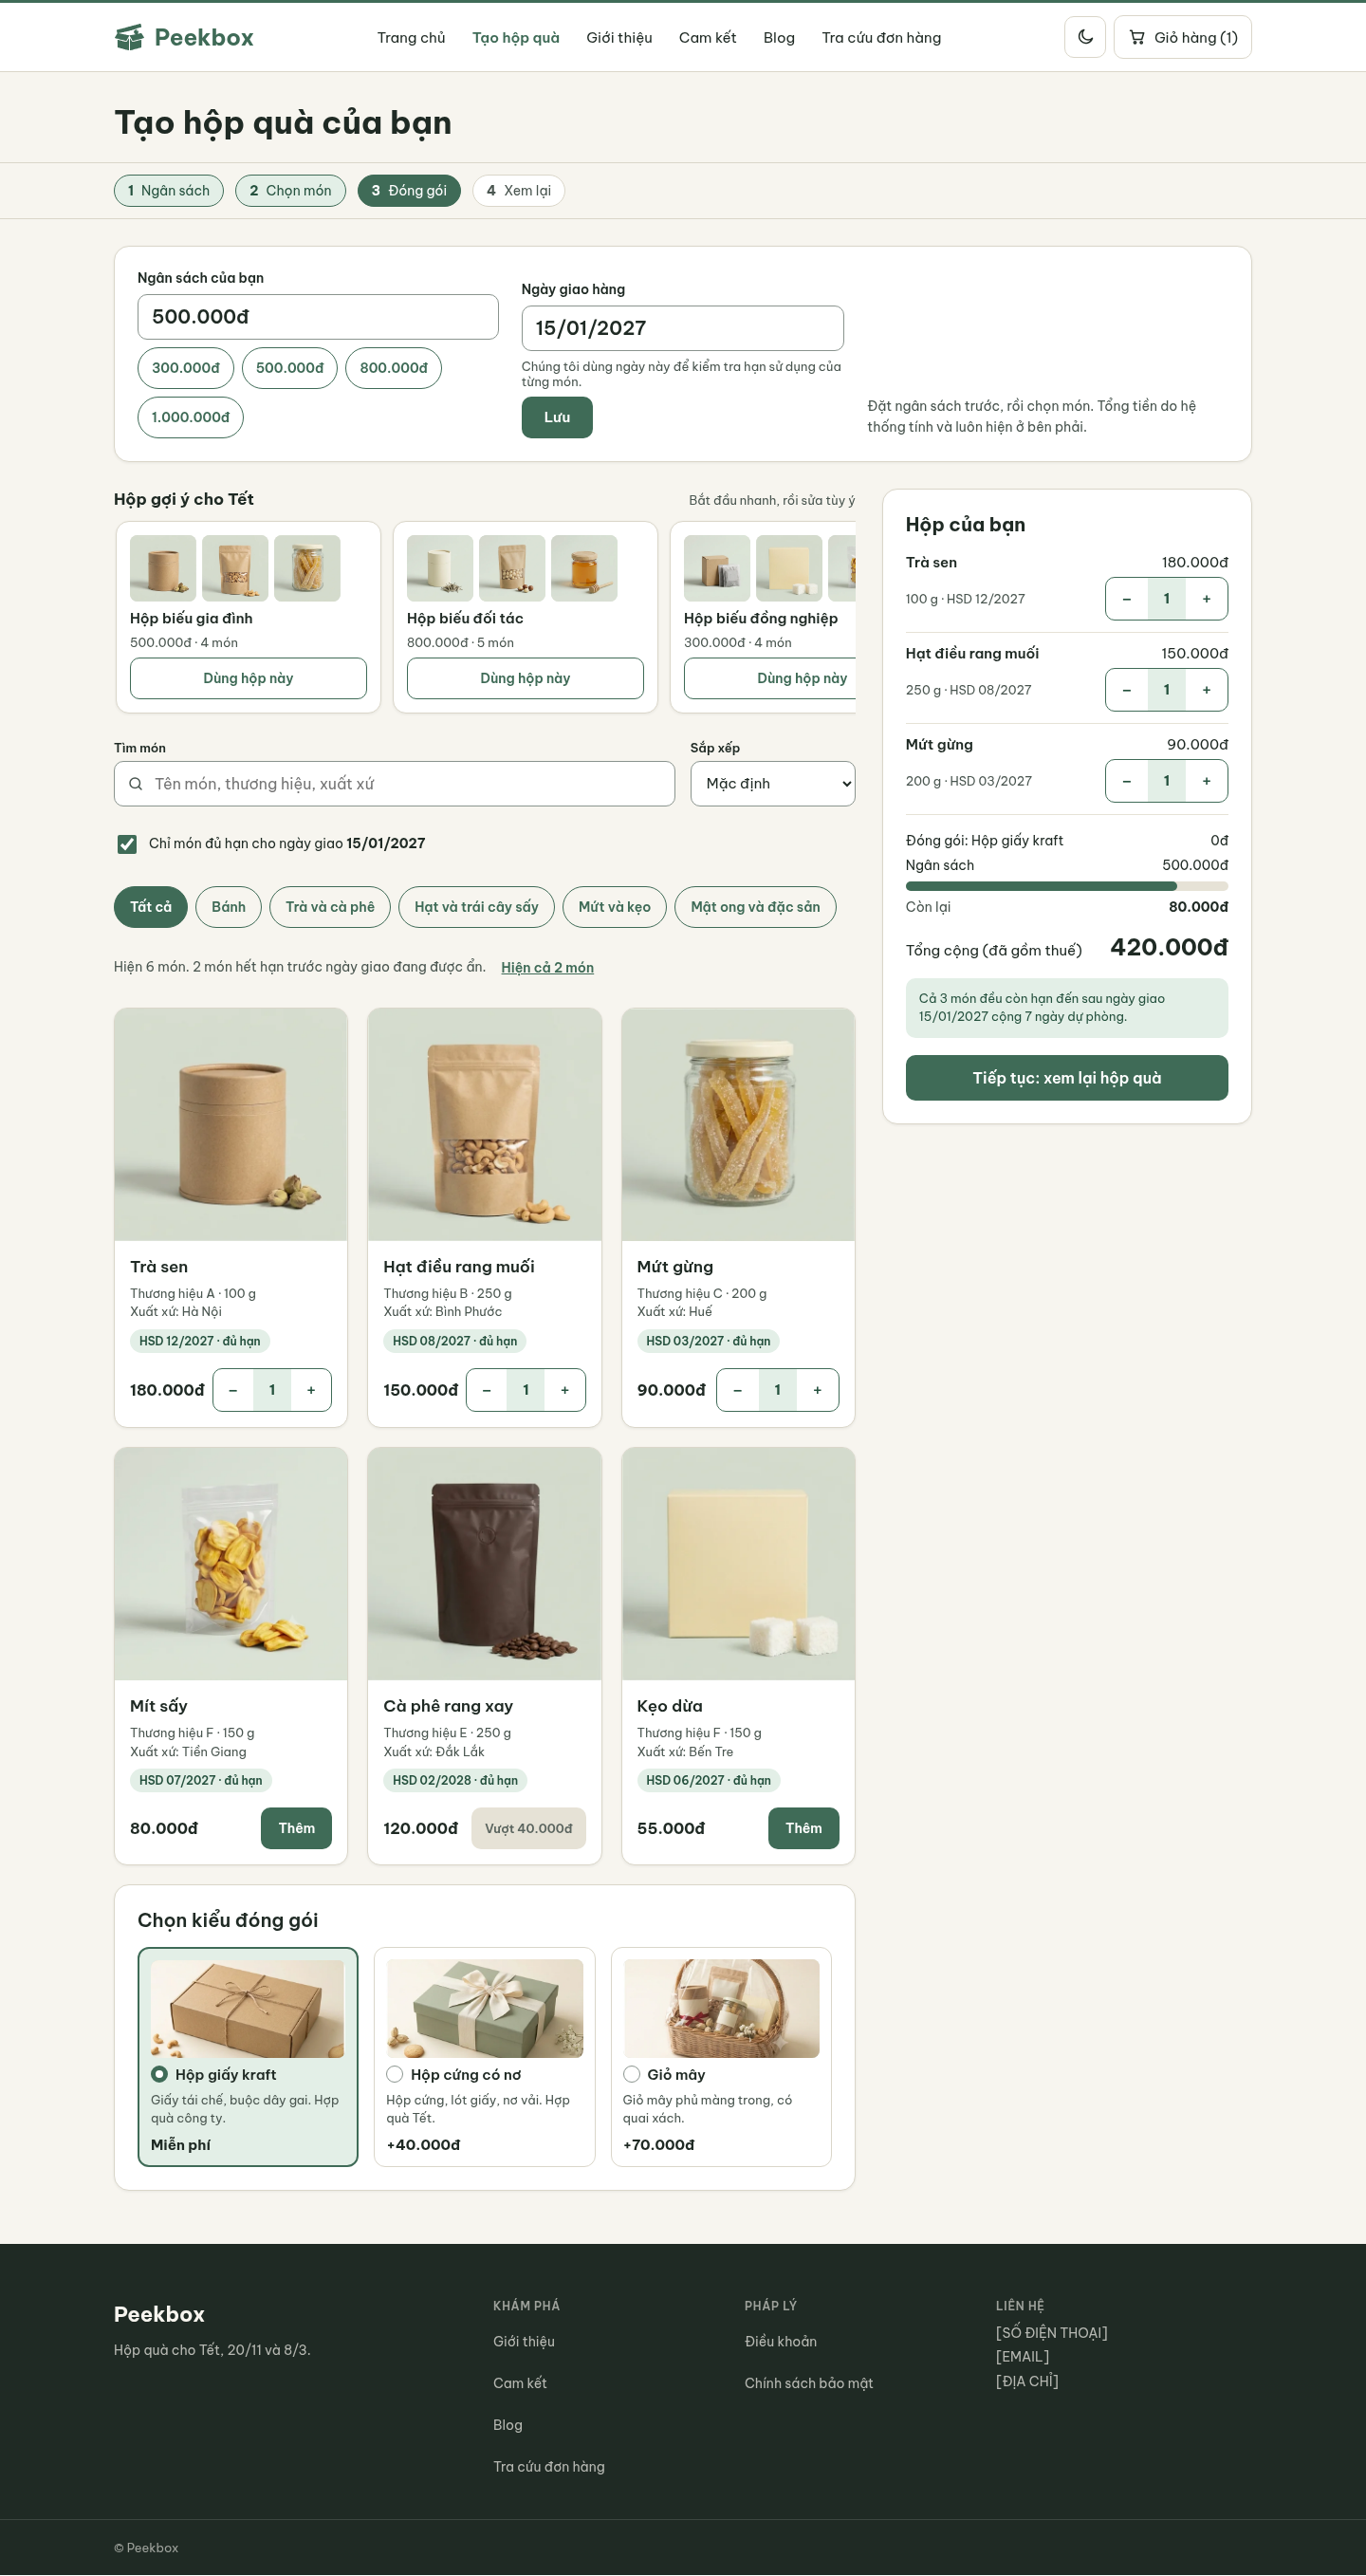 Peekbox
Trang chủ
Tạo hộp quà
Giới thiệu
Cam kết
Blog
Tra cứu đơn hàng
Giỏ hàng (1)
Tạo hộp quà của bạn
1 Ngân sách
2 Chọn món
3 Đóng gói
4 Xem lại
Ngân sách của bạn
500.000đ
300.000đ
500.000đ
800.000đ
1.000.000đ
Ngày giao hàng
15/01/2027
Chúng tôi dùng ngày này để kiểm tra hạn sử dụng của
từng món.
Lưu
Đặt ngân sách trước, rồi chọn món. Tổng tiền do hệ
thống tính và luôn hiện ở bên phải.
Hộp gợi ý cho Tết
Bắt đầu nhanh, rồi sửa tùy ý
Hộp biếu gia đình
500.000đ · 4 món
Dùng hộp này
Hộp biếu đối tác
800.000đ · 5 món
Dùng hộp này
Hộp biếu đồng nghiệp
300.000đ · 4 món
Dùng hộp này
Tìm món
Tên món, thương hiệu, xuất xứ
Sắp xếp
Mặc định
Chỉ món đủ hạn cho ngày giao 15/01/2027
Tất cả
Bánh
Trà và cà phê
Hạt và trái cây sấy
Mứt và kẹo
Mật ong và đặc sản
Hiện 6 món. 2 món hết hạn trước ngày giao đang được ẩn.
Hiện cả 2 món
Trà sen
Thương hiệu A · 100 g
Xuất xứ: Hà Nội
HSD 12/2027 · đủ hạn
180.000đ
– 1 +
Hạt điều rang muối
Thương hiệu B · 250 g
Xuất xứ: Bình Phước
HSD 08/2027 · đủ hạn
150.000đ
– 1 +
Mứt gừng
Thương hiệu C · 200 g
Xuất xứ: Huế
HSD 03/2027 · đủ hạn
90.000đ
– 1 +
Mít sấy
Thương hiệu F · 150 g
Xuất xứ: Tiền Giang
HSD 07/2027 · đủ hạn
80.000đ
Thêm
Cà phê rang xay
Thương hiệu E · 250 g
Xuất xứ: Đắk Lắk
HSD 02/2028 · đủ hạn
120.000đ
Vượt 40.000đ
Kẹo dừa
Thương hiệu F · 150 g
Xuất xứ: Bến Tre
HSD 06/2027 · đủ hạn
55.000đ
Thêm
Chọn kiểu đóng gói
Hộp giấy kraft
Giấy tái chế, buộc dây gai. Hợp
quà công ty.
Miễn phí
Hộp cứng có nơ
Hộp cứng, lót giấy, nơ vải. Hợp
quà Tết.
+40.000đ
Giỏ mây
Giỏ mây phủ màng trong, có
quai xách.
+70.000đ
Hộp của bạn
Trà sen
180.000đ
100 g · HSD 12/2027
– 1 +
Hạt điều rang muối
150.000đ
250 g · HSD 08/2027
– 1 +
Mứt gừng
90.000đ
200 g · HSD 03/2027
– 1 +
Đóng gói: Hộp giấy kraft
0đ
Ngân sách
500.000đ
Còn lại
80.000đ
Tổng cộng (đã gồm thuế)
420.000đ
Cả 3 món đều còn hạn đến sau ngày giao
15/01/2027 cộng 7 ngày dự phòng.
Tiếp tục: xem lại hộp quà
Peekbox
Hộp quà cho Tết, 20/11 và 8/3.
KHÁM PHÁ
Giới thiệu
Cam kết
Blog
Tra cứu đơn hàng
PHÁP LÝ
Điều khoản
Chính sách bảo mật
LIÊN HỆ
[SỐ ĐIỆN THOẠI]
[EMAIL]
[ĐỊA CHỈ]
© Peekbox